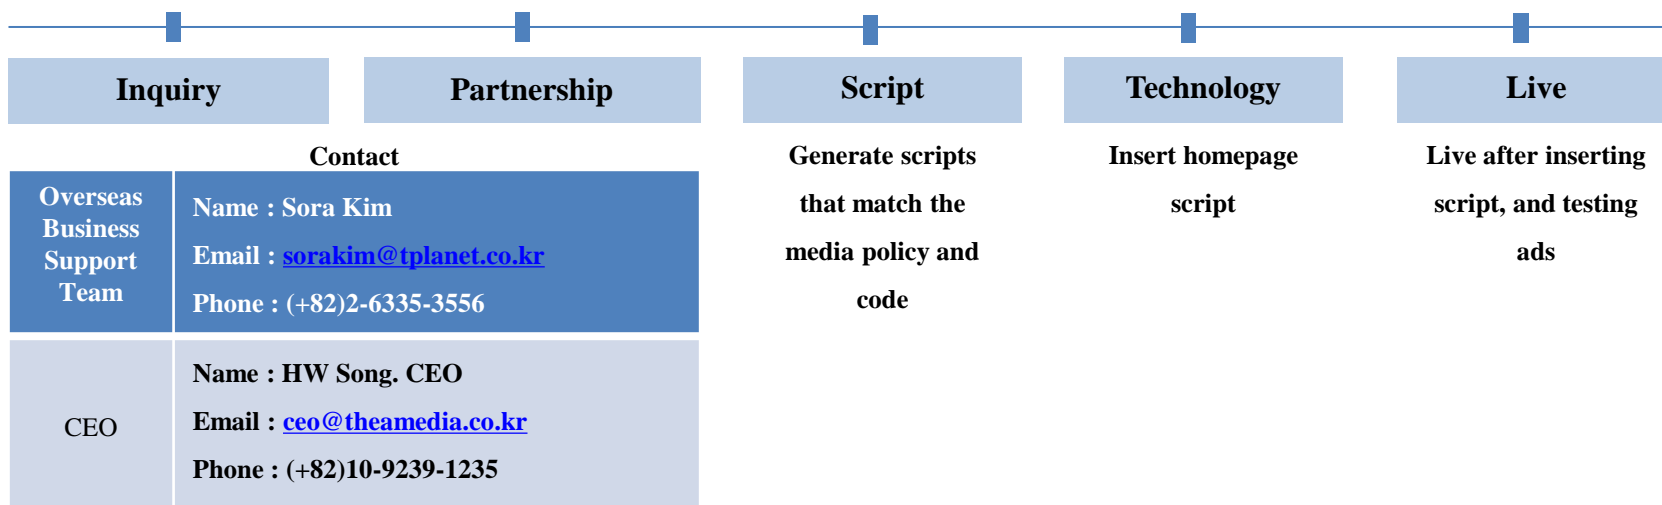 Inquiry
Partnership
Script
Technology
Live
Contact
Overseas
Business
Support
Team
Name : Sora Kim
Email : sorakim@tplanet.co.kr
Phone : (+82)2-6335-3556
CEO
Name : HW Song. CEO
Email : ceo@theamedia.co.kr
Phone : (+82)10-9239-1235
Generate scripts
that match the
media policy and
code
Insert homepage
script
Live after inserting
script, and testing
ads